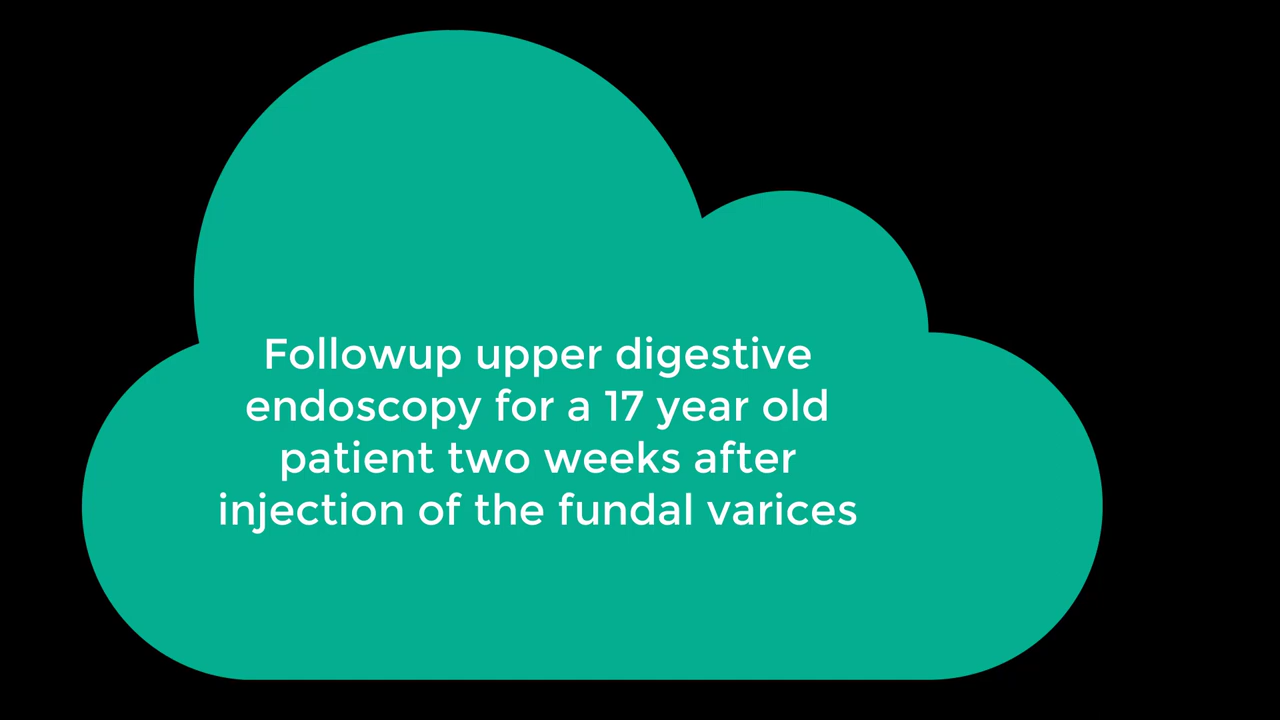 Followup upper digestive
endoscopy for a 17 year old
patient two weeks after
injection of the fundal varices